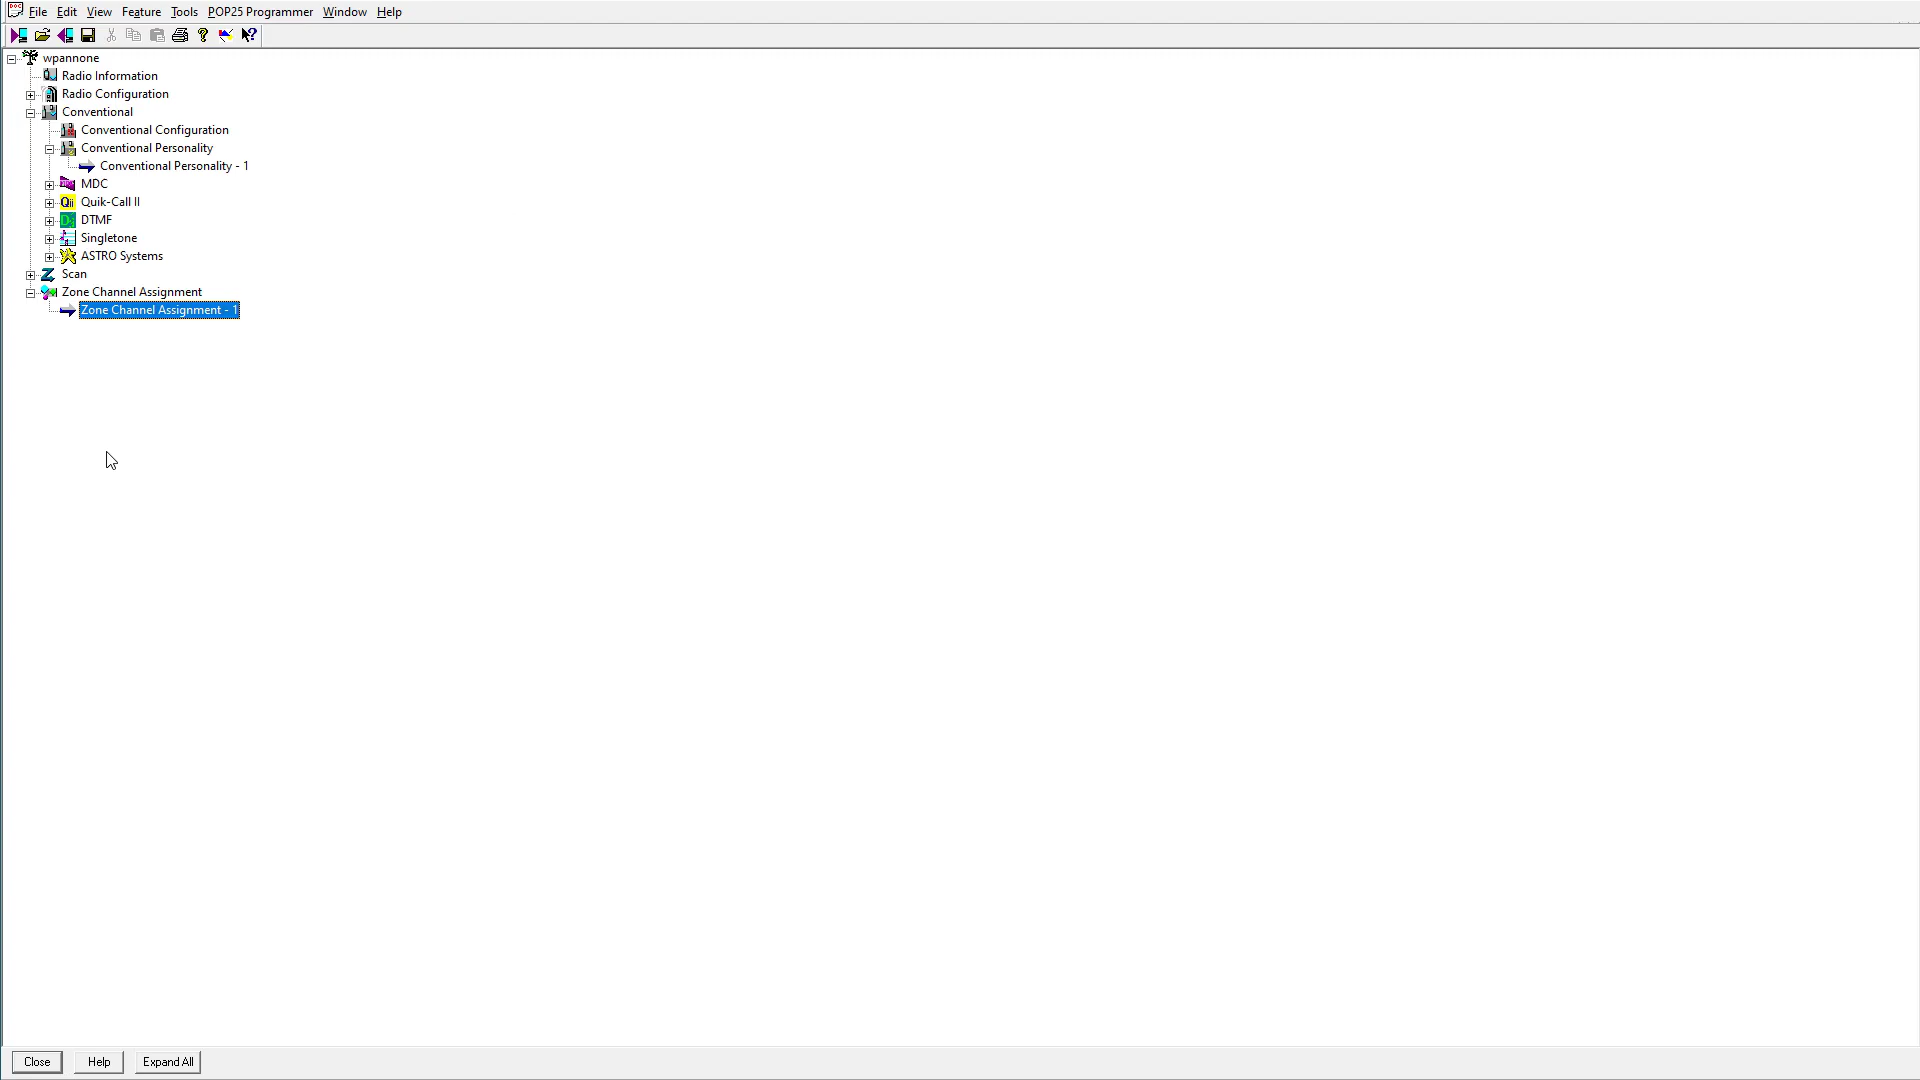 File Edit View Feature Tools POP25 Programmer Window Help
wpannone
Radio Information
Radio Configuration
Conventional
Conventional Configuration
Conventional Personality
Conventional Personality - 1
MDC
Quik-Call II
DTMF
Singletone
ASTRO Systems
Scan
Zone Channel Assignment
Zone Channel Assignment - 1
Close Help Expand All